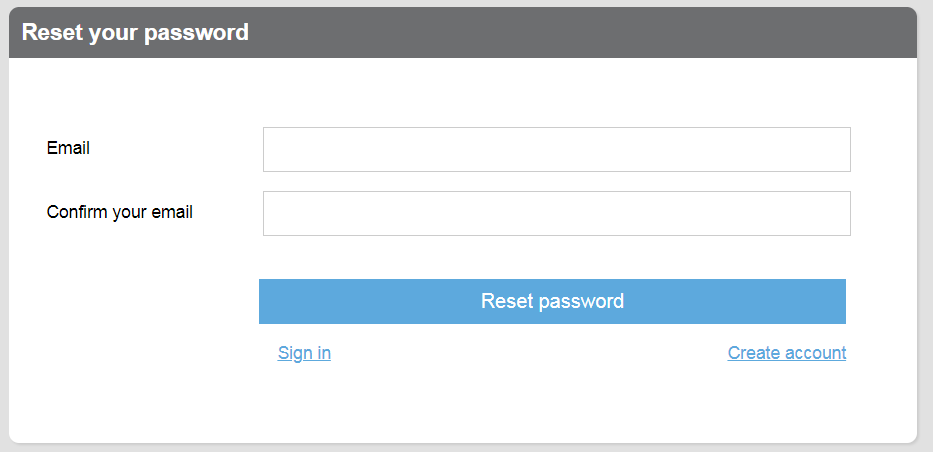 Reset your password
Email
Confirm your email
Reset password
Sign in
Create account